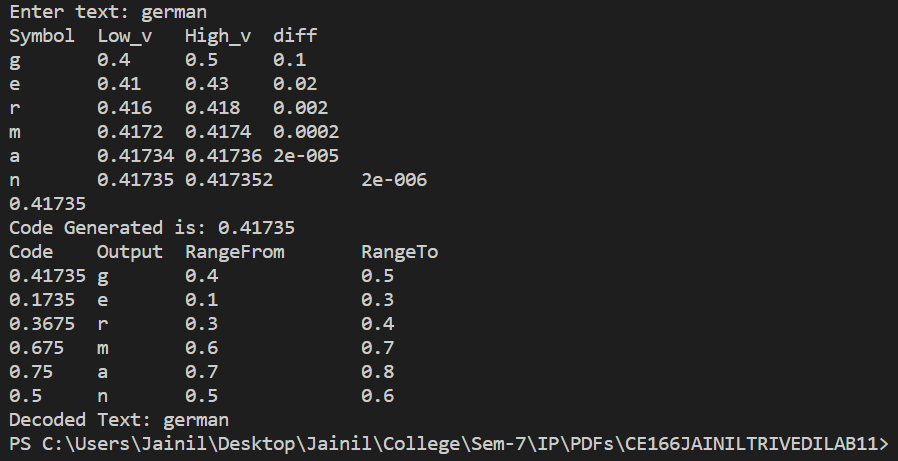 Enter text: german
Symbol Low_v High_v diff
g 0.4 0.5 0.1
e 0.41 0.43 0.02
r 0.416 0.418 0.002
m 0.4172 0.4174 0.0002
a 0.41734 0.41736 2e-005
n 0.41735 0.417352 2e-006
0.41735
Code Generated is: 0.41735
Code Output RangeFrom RangeTo
0.41735 g 0.4 0.5
0.1735 e 0.1 0.3
0.3675 r 0.3 0.4
0.675 m 0.6 0.7
0.75 a 0.7 0.8
0.5 n 0.5 0.6
Decoded Text: german
PS C:\Users\Jainil\Desktop\Jainil\College\Sem-7\IP\PDFs\CE166JAINILTRIVEDILAB11>